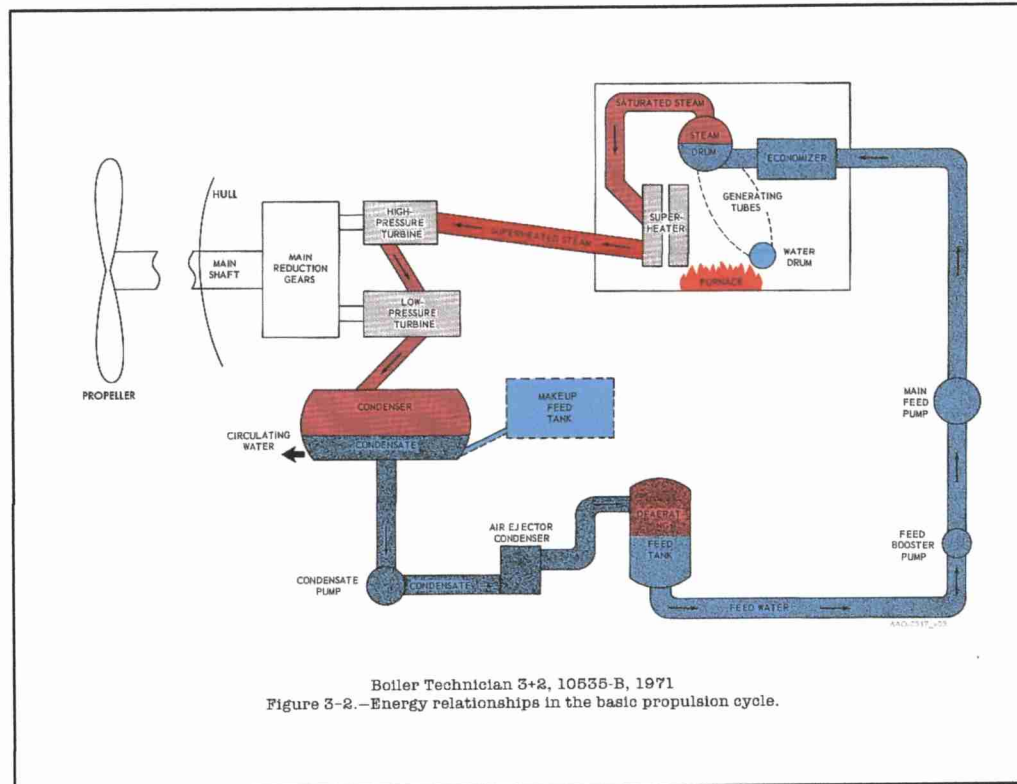 SATURATED STEAM
STEAM
DRUM
ECONOMIZER
GENERATING
TUBES
SUPER-
HEATER
WATER
DRUM
FURNACE
HULL
HIGH-
PRESSURE
TURBINE
SUPERHEATED STEAM
MAIN
SHAFT
MAIN
REDUCTION
GEARS
LOW-
PRESSURE
TURBINE
PROPELLER
CONDENSER
MAKEUP
FEED
TANK
MAIN
FEED
PUMP
CIRCULATING
WATER
CONDENSATE
AIR EJECTOR
CONDENSER
DEAERAT
ING
FEED
TANK
FEED
BOOSTER
PUMP
CONDENSATE
PUMP
CONDENSATE
FEED WATER
Boiler Technician 3+2, 10535-B, 1971
Figure 3-2.—Energy relationships in the basic propulsion cycle.